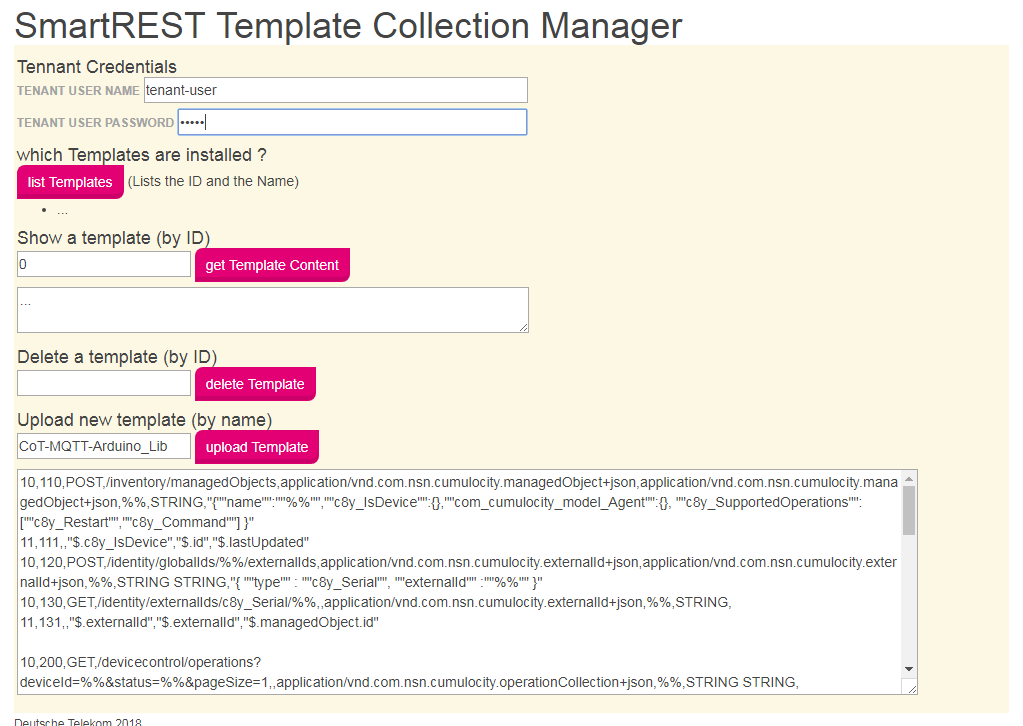 SmartREST Template Collection Manager
Tennant Credentials
TENANT USER NAME tenant-user
TENANT USER PASSWORD •••••
which Templates are installed ?
list Templates (Lists the ID and the Name)
• ...
Show a template (by ID)
0 get Template Content
...
Delete a template (by ID)
delete Template
Upload new template (by name)
CoT-MQTT-Arduino_Lib upload Template
10,110,POST,/inventory/managedObjects,application/vnd.com.nsn.cumulocity.managedObject+json,application/vnd.com.nsn.cumulocity.mana
gedObject+json,%%,STRING,"{""name"":""%%"",""c8y_IsDevice"":{},""com_cumulocity_model_Agent"":{}, ""c8y_SupportedOperations"":
[""c8y_Restart"",""c8y_Command""] }"
11,111,,"$.c8y_IsDevice","$.id","$.lastUpdated"
10,120,POST,/identity/globalIds/%%/externalIds,application/vnd.com.nsn.cumulocity.externalId+json,application/vnd.com.nsn.cumulocity.exter
nalId+json,%%,STRING STRING,"{ ""type"" : ""c8y_Serial"", ""externalId"" :""%%"" }"
10,130,GET,/identity/externalIds/c8y_Serial/%%,,application/vnd.com.nsn.cumulocity.externalId+json,%%,STRING,
11,131,,"$.externalId","$.externalId","$.managedObject.id"
10,200,GET,/devicecontrol/operations?
deviceId=%%&status=%%&pageSize=1,,application/vnd.com.nsn.cumulocity.operationCollection+json,%%,STRING STRING,
Deutsche Telekom 2018